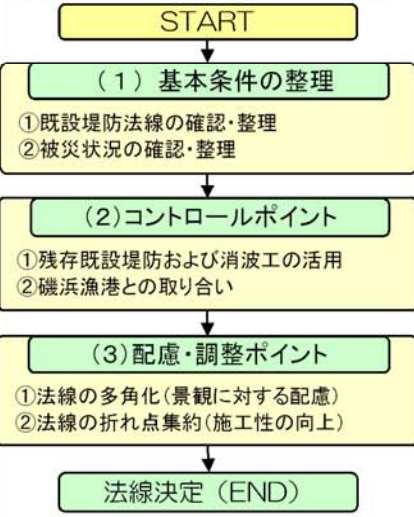 START
(1) 基本条件の整理
①既設堤防法線の確認・整理
②被災状況の確認・整理
(2)コントロールポイント
①残存既設堤防および消波工の活用
②磯浜漁港との取り合い
(3)配慮・調整ポイント
①法線の多角化(景観に対する配慮)
②法線の折れ点集約(施工性の向上)
法線決定 (END)